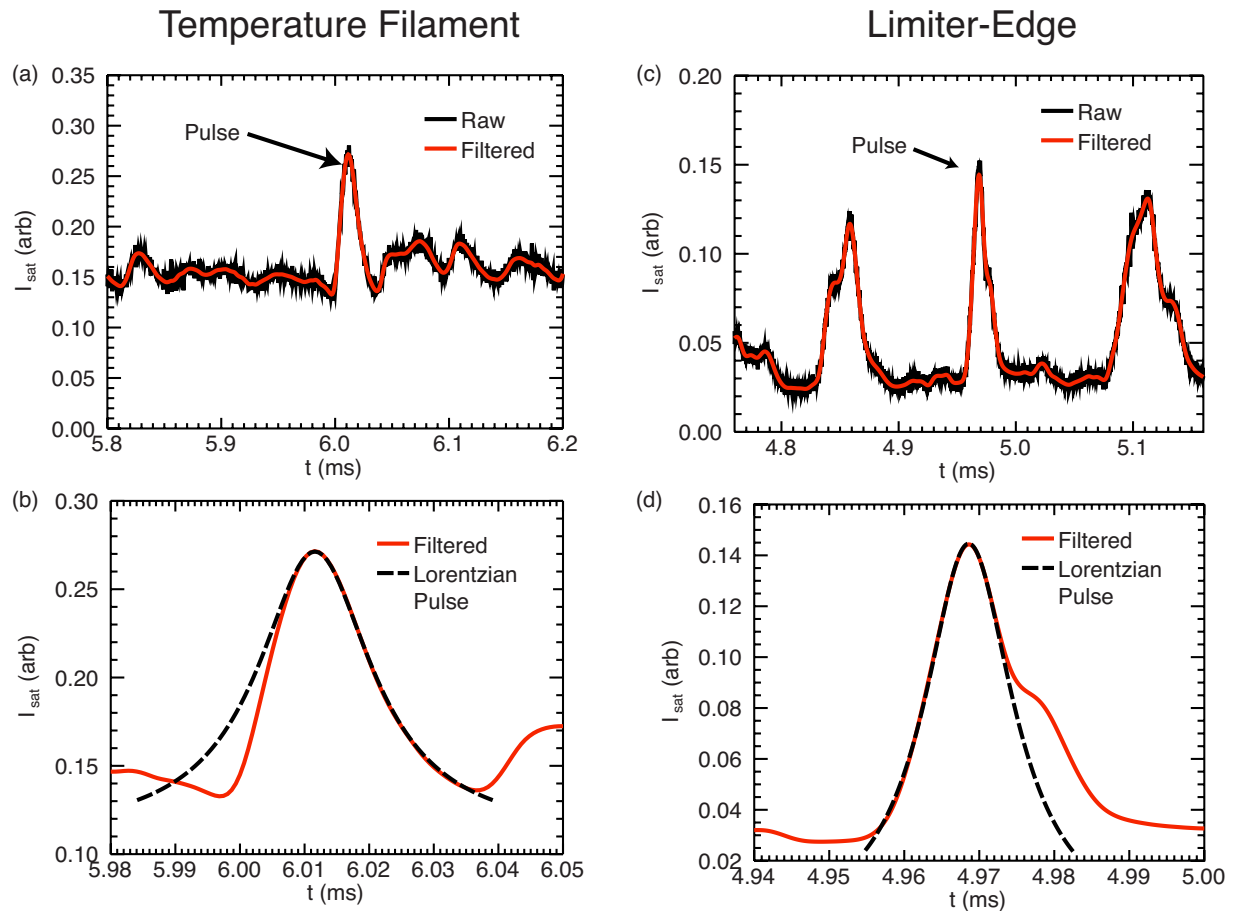 Temperature Filament
Limiter-Edge
(a)
0.35
0.30
0.25
0.20
0.15
0.10
0.05
0.00
I sat (arb)
Pulse
Raw
Filtered
5.8 5.9 6.0 6.1 6.2
t (ms)
(c)
0.20
0.15
0.10
0.05
0.00
I sat (arb)
Pulse
Raw
Filtered
4.8 4.9 5.0 5.1
t (ms)
(b)
0.30
0.25
0.20
0.15
0.10
I sat (arb)
Filtered
Lorentzian
Pulse
5.98 5.99 6.00 6.01 6.02 6.03 6.04 6.05
t (ms)
(d)
0.16
0.14
0.12
0.10
0.08
0.06
0.04
0.02
I sat (arb)
Filtered
Lorentzian
Pulse
4.94 4.95 4.96 4.97 4.98 4.99 5.00
t (ms)